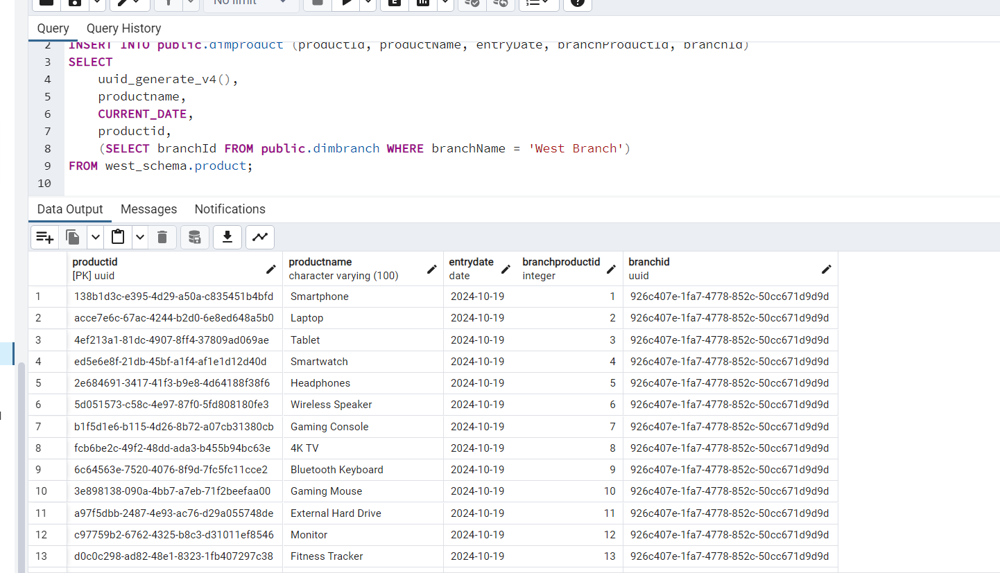 No limit
Query Query History
2 INSERT INTO public.dimproduct (productId, productName, entryDate, branchProductId, branchId)
3 SELECT
4 uuid_generate_v4(),
5 productname,
6 CURRENT_DATE,
7 productid,
8 (SELECT branchId FROM public.dimbranch WHERE branchName = 'West Branch')
9 FROM west_schema.product;
10
Data Output Messages Notifications
productid productname entrydate branchproductid branchid
[PK] uuid character varying (100) date integer uuid
1 138b1d3c-e395-4d29-a50a-c835451b4bfd Smartphone 2024-10-19 1 926c407e-1fa7-4778-852c-50cc671d9d9d
2 acce7e6c-67ac-4244-b2d0-6e8ed648a5b0 Laptop 2024-10-19 2 926c407e-1fa7-4778-852c-50cc671d9d9d
3 4ef213a1-81dc-4907-8ff4-37809ad069ae Tablet 2024-10-19 3 926c407e-1fa7-4778-852c-50cc671d9d9d
4 ed5e6e8f-21db-45bf-a1f4-af1e1d12d40d Smartwatch 2024-10-19 4 926c407e-1fa7-4778-852c-50cc671d9d9d
5 2e684691-3417-41f3-b9e8-4d64188f38f6 Headphones 2024-10-19 5 926c407e-1fa7-4778-852c-50cc671d9d9d
6 5d051573-c58c-4e97-87f0-5fd808180fe3 Wireless Speaker 2024-10-19 6 926c407e-1fa7-4778-852c-50cc671d9d9d
7 b1f5d1e6-b115-4d26-8b72-a07cb31380cb Gaming Console 2024-10-19 7 926c407e-1fa7-4778-852c-50cc671d9d9d
8 fcb6be2c-49f2-48dd-ada3-b455b94bc63e 4K TV 2024-10-19 8 926c407e-1fa7-4778-852c-50cc671d9d9d
9 6c64563e-7520-4076-8f9d-7fc5fc11cce2 Bluetooth Keyboard 2024-10-19 9 926c407e-1fa7-4778-852c-50cc671d9d9d
10 3e898138-090a-4bb7-a7eb-71f2beefaa00 Gaming Mouse 2024-10-19 10 926c407e-1fa7-4778-852c-50cc671d9d9d
11 a97f5dbb-2487-4e93-ac76-d29a055748de External Hard Drive 2024-10-19 11 926c407e-1fa7-4778-852c-50cc671d9d9d
12 c97759b2-6762-4325-b8c3-d31011ef8546 Monitor 2024-10-19 12 926c407e-1fa7-4778-852c-50cc671d9d9d
13 d0c0c298-ad82-48e1-8323-1fb407297c38 Fitness Tracker 2024-10-19 13 926c407e-1fa7-4778-852c-50cc671d9d9d